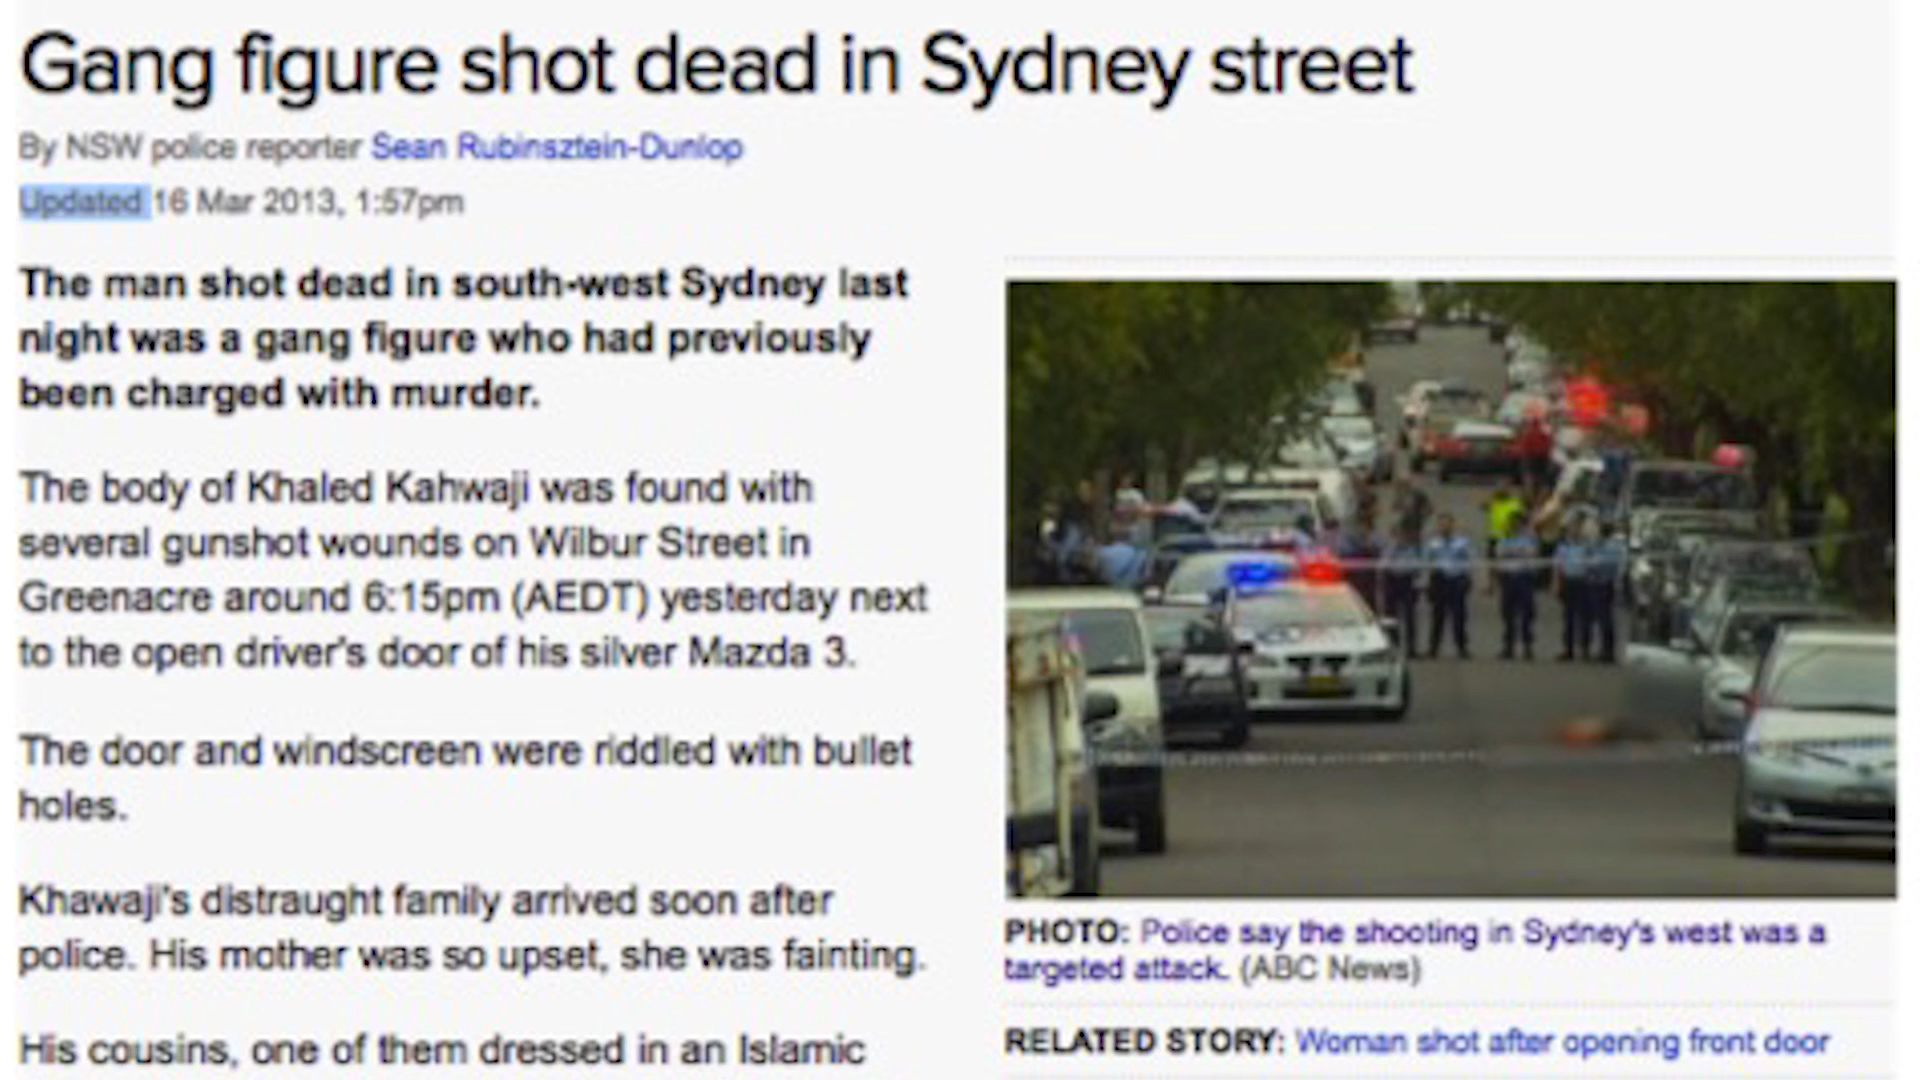 Gang figure shot dead in Sydney street
By NSW police reporter Sean Rubinsztein-Dunlop
Updated 16 Mar 2013, 1:57pm
The man shot dead in south-west Sydney last
night was a gang figure who had previously
been charged with murder.
The body of Khaled Kahwaji was found with
several gunshot wounds on Wilbur Street in
Greenacre around 6:15pm (AEDT) yesterday next
to the open driver's door of his silver Mazda 3.
The door and windscreen were riddled with bullet
holes.
Khawaji's distraught family arrived soon after
police. His mother was so upset, she was fainting.
His cousins, one of them dressed in an Islamic
PHOTO: Police say the shooting in Sydney's west was a
targeted attack. (ABC News)
RELATED STORY: Woman shot after opening front door